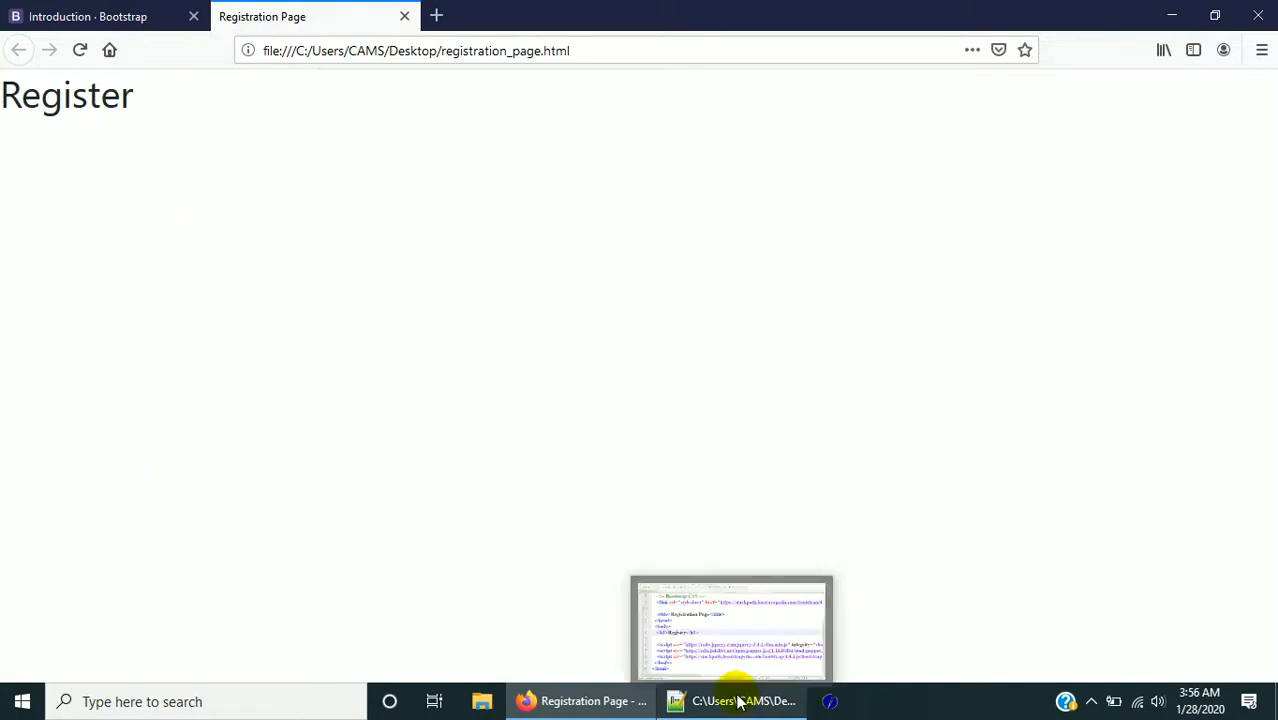 Introduction · Bootstrap
Registration Page
file:///C:/Users/CAMS/Desktop/registration_page.html
Register
Type here to search
Registration Page - ...
C:\Users\CAMS\De...
3:56 AM
1/28/2020